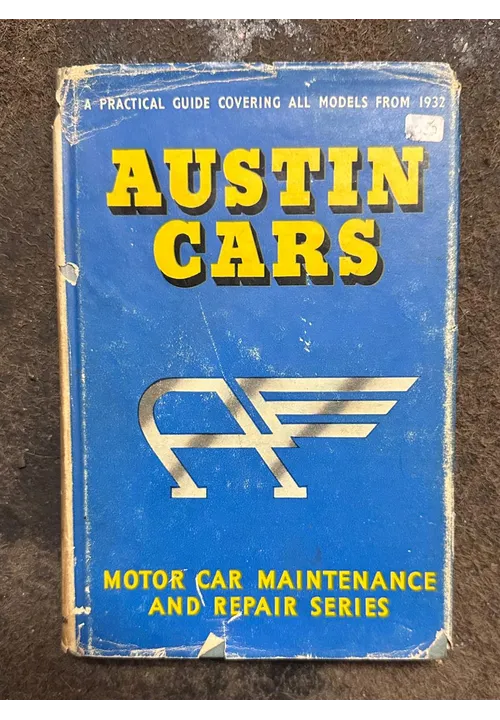 A PRACTICAL GUIDE COVERING ALL MODELS FROM 1932
AUSTIN
CARS
MOTOR CAR MAINTENANCE
AND REPAIR SERIES